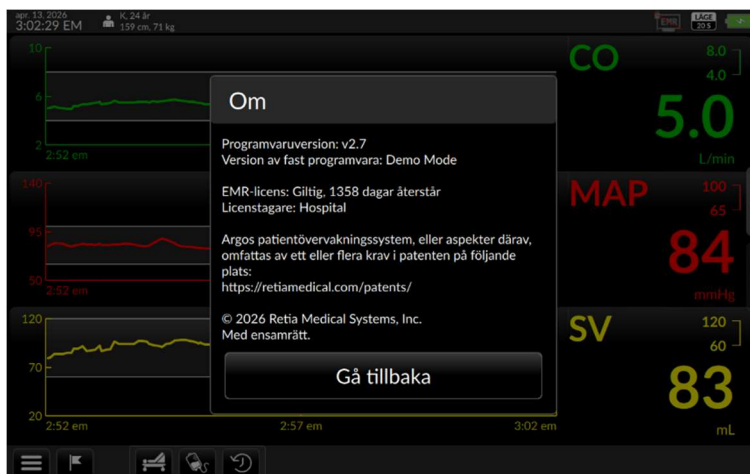 apr. 13, 2026
3:02:29 EM
K, 24 år
159 cm, 71 kg
EMR
LÄGE
20 S
10
6
2
2:52 em
CO
8.0
4.0
5.0
L/min
140
95
50
2:52 em
MAP
100
65
84
mmHg
120
70
20
2:52 em
2:57 em
3:02 em
SV
120
60
83
mL
Om
Programvaruversion: v2.7
Version av fast programvara: Demo Mode
EMR-licens: Giltig, 1358 dagar återstår
Licenstagare: Hospital
Argos patientövervakningssystem, eller aspekter därav,
omfattas av ett eller flera krav i patenten på följande
plats:
https://retiamedical.com/patents/
© 2026 Retia Medical Systems, Inc.
Med ensamrätt.
Gå tillbaka